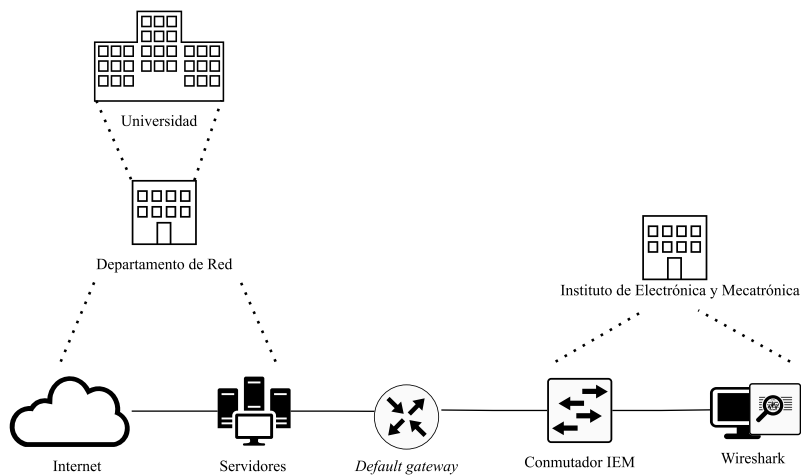 Universidad
Departamento de Red
Instituto de Electrónica y Mecatrónica
Internet
Servidores
Default gateway
Conmutador IEM
Wireshark